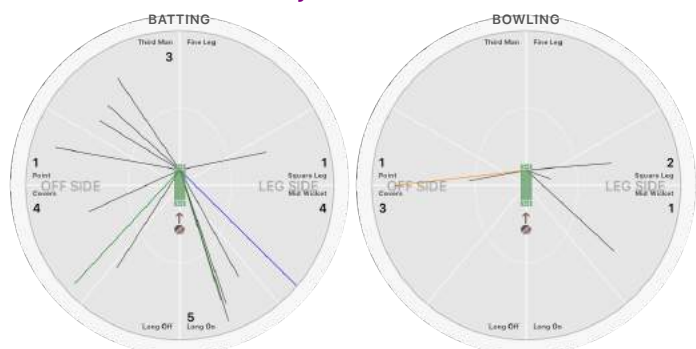 BATTING
Third Man Fine Leg
3
1 1
Point Square Leg
OFF SIDE LEG SIDE
Covers Mid Wicket
4 4
5
Long Off Long On
BOWLING
Third Man Fine Leg
1 2
Point Square Leg
OFF SIDE LEG SIDE
Covers Mid Wicket
3 1
Long Off Long On